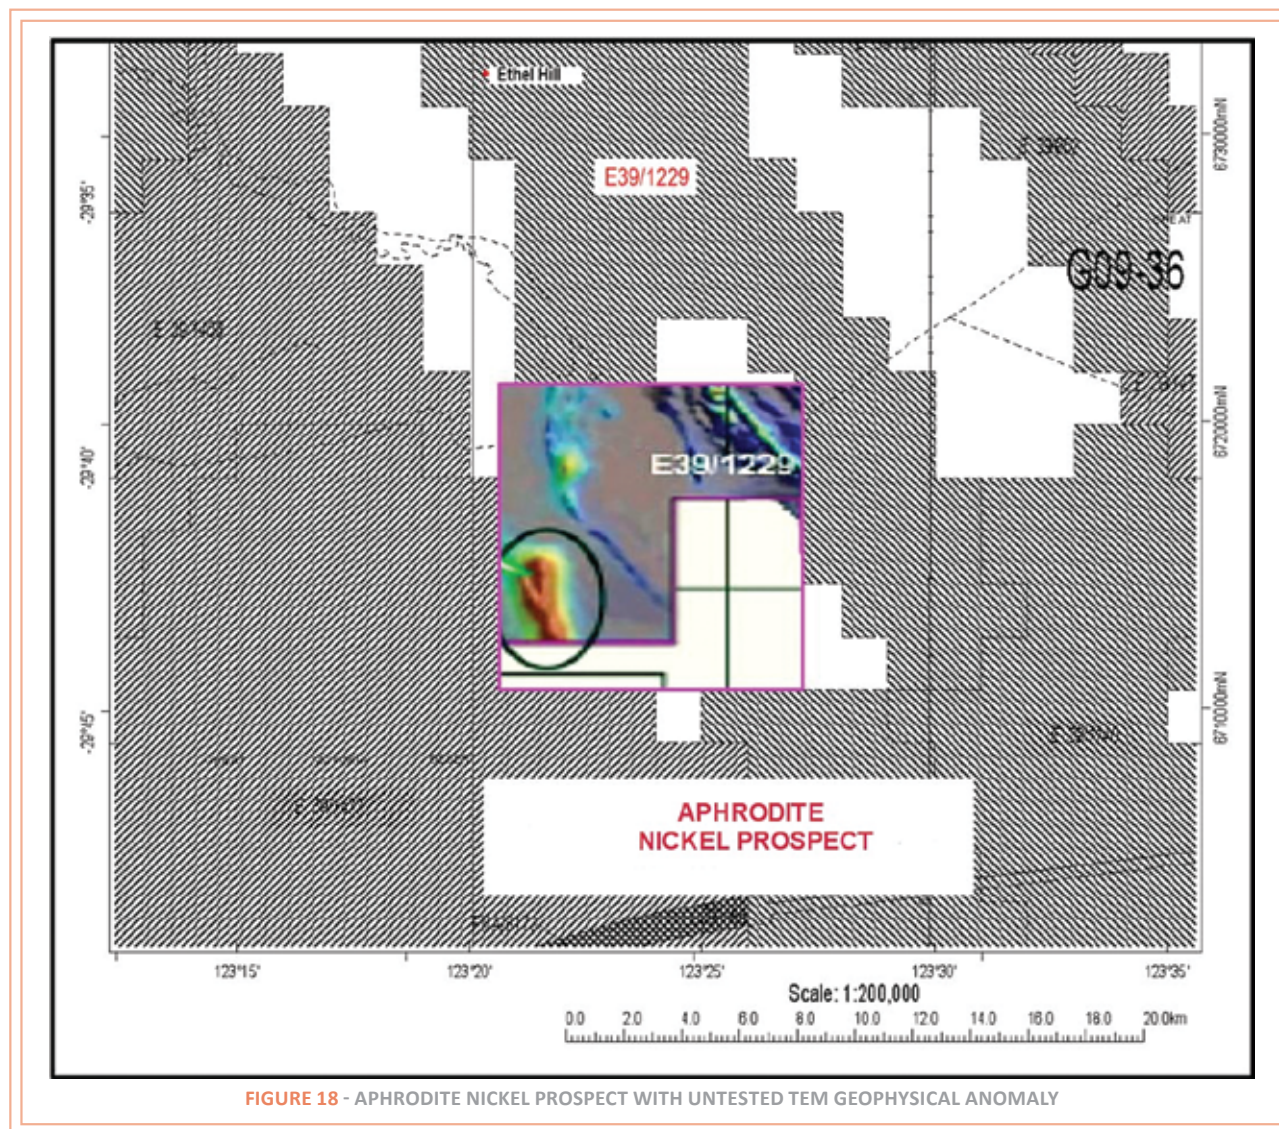 Ethel Hill
E39/1229
G09-36
-29°35'
6730000mN
6720000mN
-29°40'
E39/1229
-29°45'
6710000mN
APHRODITE
NICKEL PROSPECT
123°15'
123°20'
123°25'
123°30'
123°35'
Scale: 1:200,000
0.0 2.0 4.0 6.0 8.0 10.0 12.0 14.0 16.0 18.0 20.0km
FIGURE 18 - APHRODITE NICKEL PROSPECT WITH UNTESTED TEM GEOPHYSICAL ANOMALY